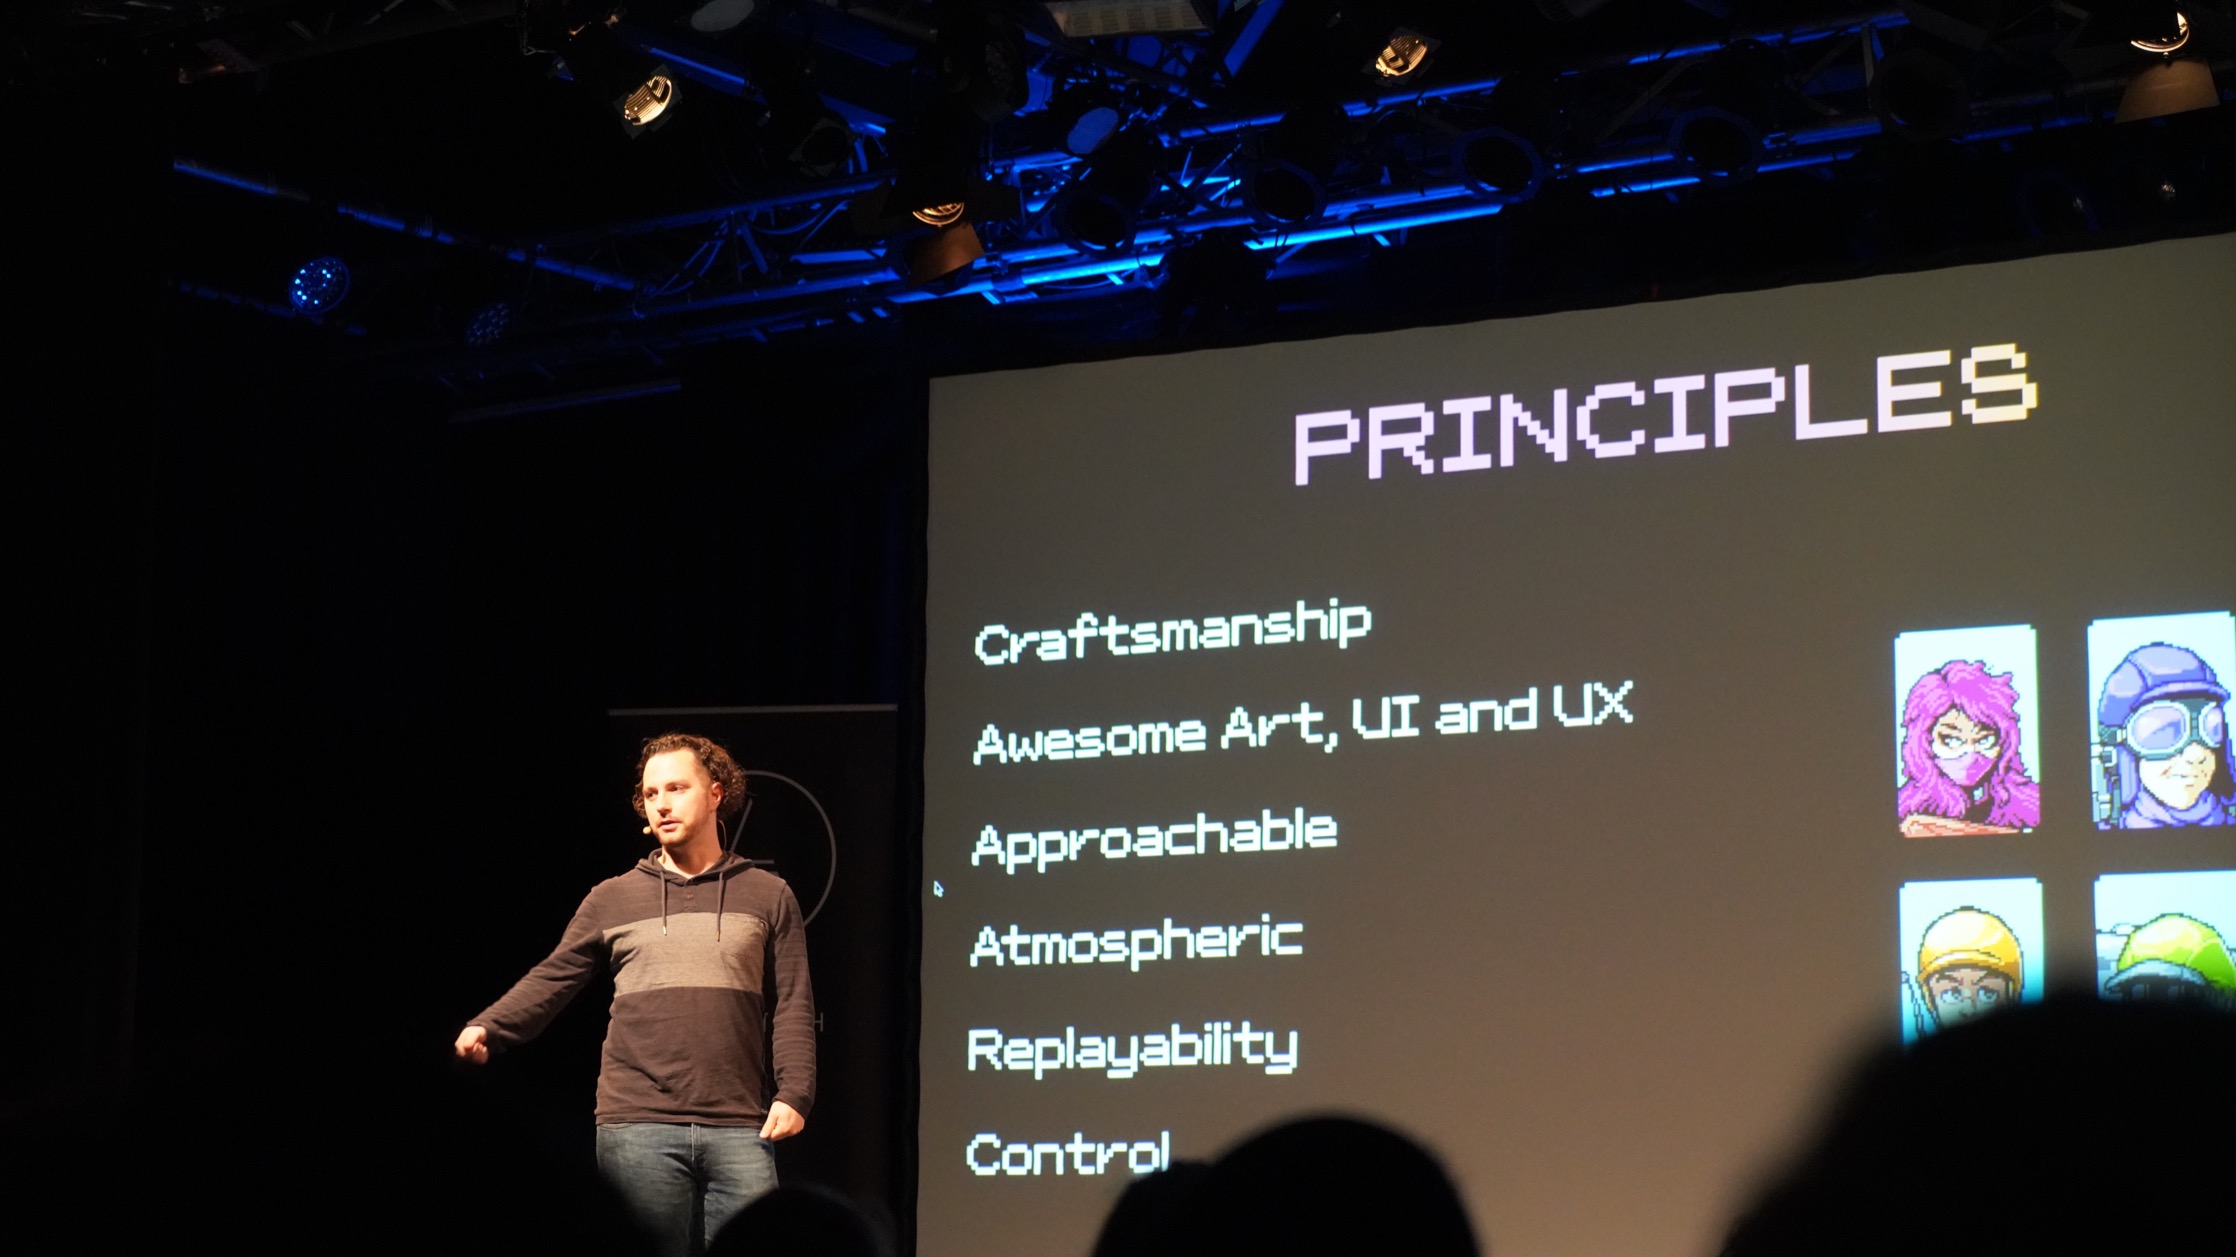 PRINCIPLES
Craftsmanship
Awesome Art, UI and UX
Approachable
Atmospheric
Replayability
Control